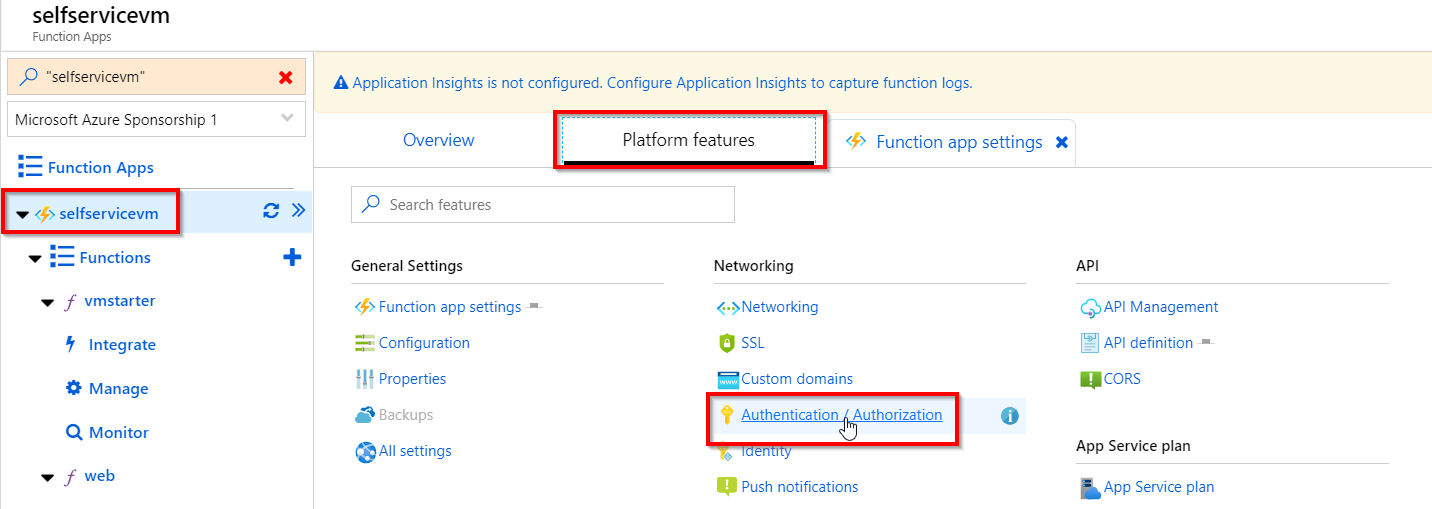 selfservicevm
Function Apps
"selfservicevm"
Microsoft Azure Sponsorship 1
Function Apps
selfservicevm
Functions
vmstarter
Integrate
Manage
Monitor
web
Application Insights is not configured. Configure Application Insights to capture function logs.
Overview
Platform features
Function app settings
Search features
General Settings
Function app settings
Configuration
Properties
Backups
All settings
Networking
Networking
SSL
www
Custom domains
Authentication / Authorization
Identity
Push notifications
API
API Management
API definition
CORS
App Service plan
App Service plan